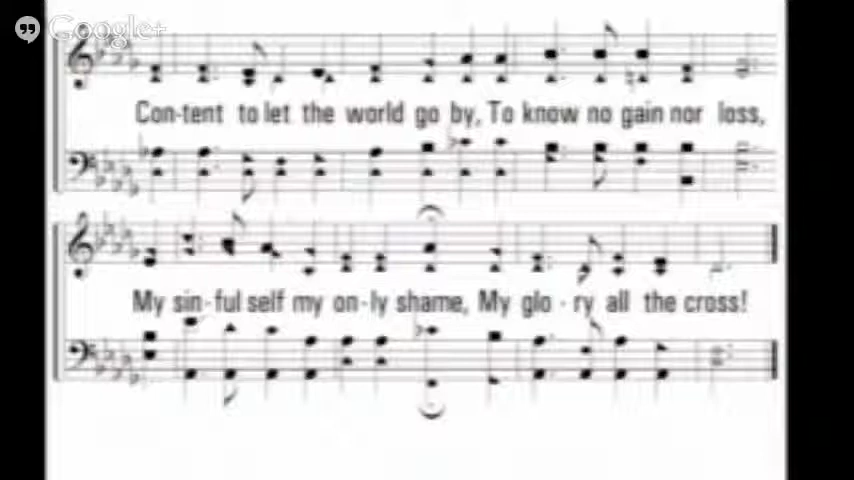 Google+
Con-tent to let the world go by, To know no gain nor loss,
My sin-ful self my on-ly shame, My glo-ry all the cross!